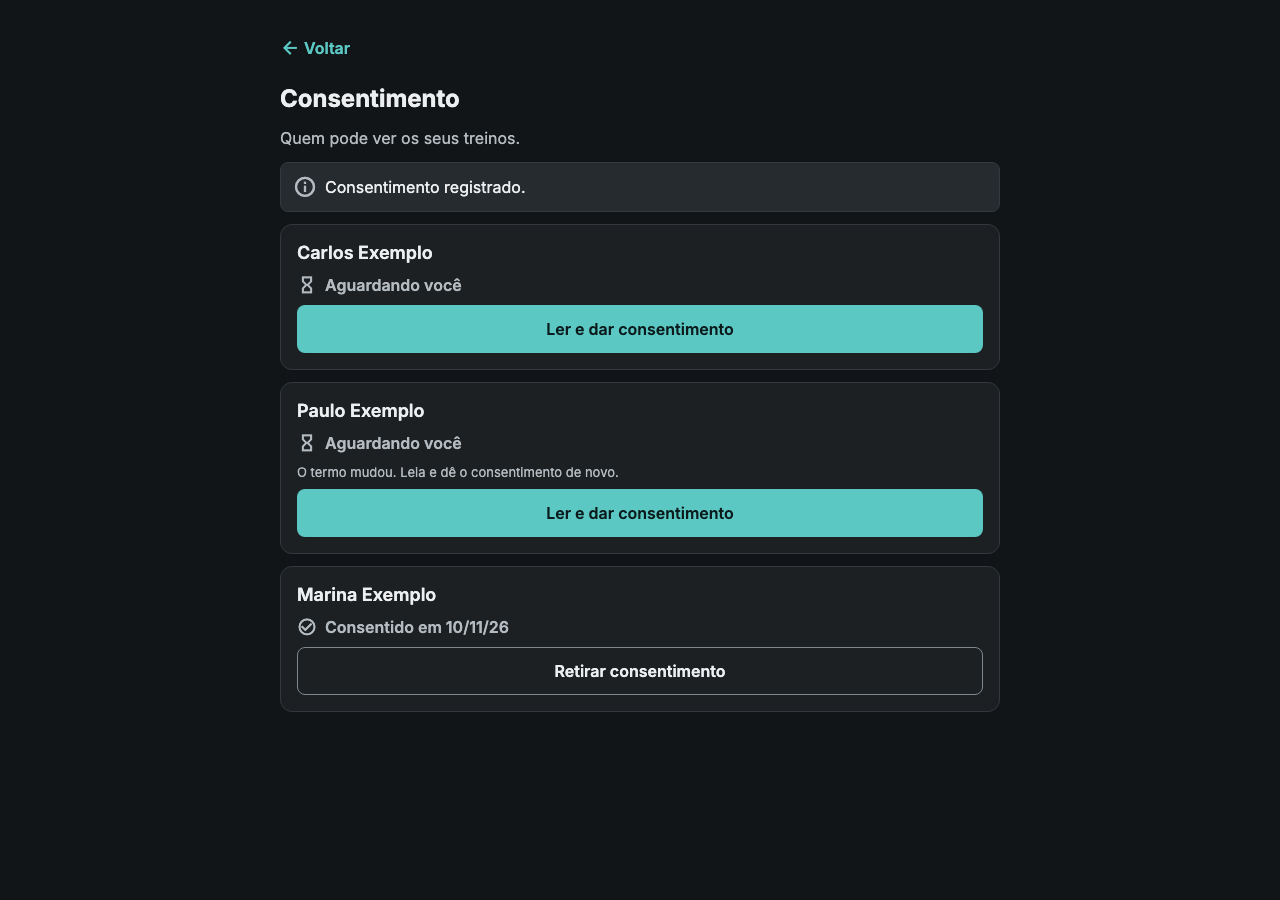 Voltar
Consentimento
Quem pode ver os seus treinos.
Consentimento registrado.
Carlos Exemplo
Aguardando você
Ler e dar consentimento
Paulo Exemplo
Aguardando você
O termo mudou. Leia e dê o consentimento de novo.
Ler e dar consentimento
Marina Exemplo
Consentido em 10/11/26
Retirar consentimento